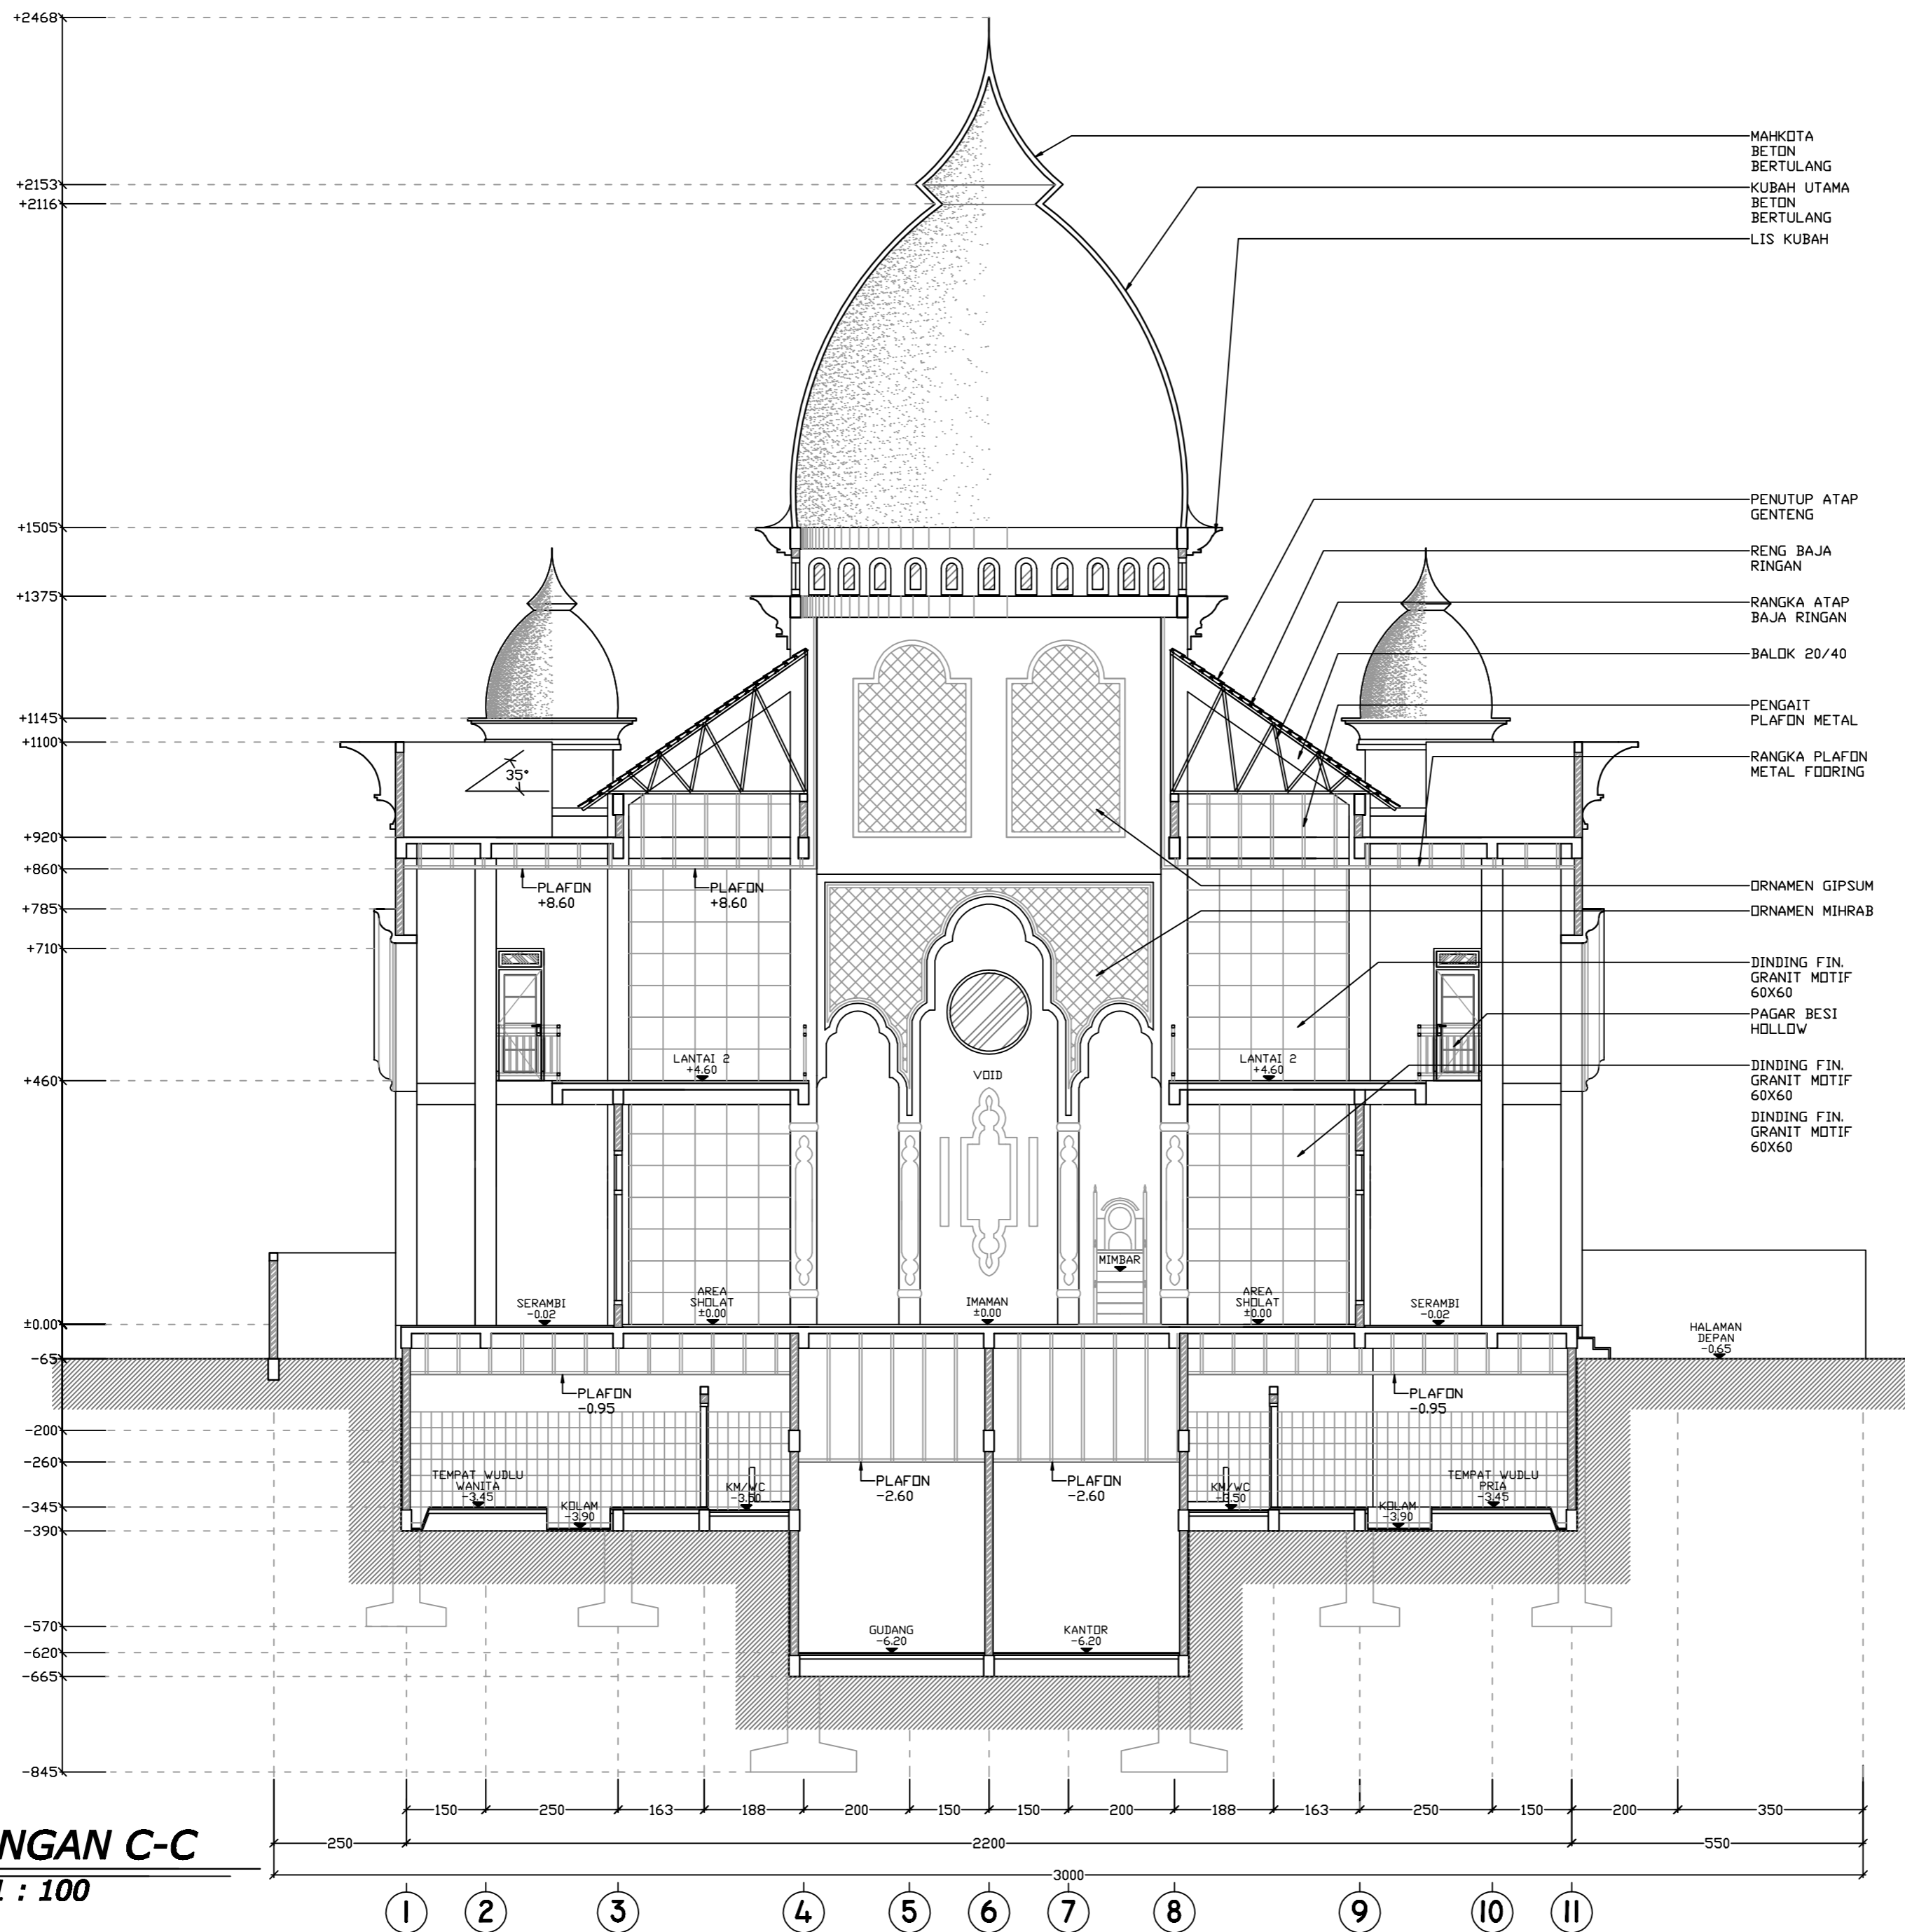 +2468
+2153
+2116
+1505
+1375
+1145
+1100
+920
+860
+785
+710
+460
±0.00
-65
-200
-260
-345
-390
-570
-620
-665
-845
MAHKOTA
BETON
BERTULANG
KUBAH UTAMA
BETON
BERTULANG
LIS KUBAH
PENUTUP ATAP
GENTENG
RENG BAJA
RINGAN
RANGKA ATAP
BAJA RINGAN
BALOK 20/40
PENGAIT
PLAFON METAL
RANGKA PLAFON
METAL FOORING
ORNAMEN GIPSUM
ORNAMEN MIHRAB
DINDING FIN.
GRANIT MOTIF
60X60
PAGAR BESI
HOLLOW
DINDING FIN.
GRANIT MOTIF
60X60
DINDING FIN.
GRANIT MOTIF
60X60
35°
PLAFON
+8.60
PLAFON
+8.60
LANTAI 2
+4.60
VOID
LANTAI 2
+4.60
MIMBAR
SERAMBI
-0.02
AREA
SHOLAT
±0.00
IMAMAN
±0.00
AREA
SHOLAT
±0.00
SERAMBI
-0.02
HALAMAN
DEPAN
-0.65
PLAFON
-0.95
PLAFON
-0.95
TEMPAT WUDLU
WANITA
-3.45
KOLAM
-3.90
KM/WC
-3.50
PLAFON
-2.60
PLAFON
-2.60
KM/WC
-3.50
KOLAM
-3.90
TEMPAT WUDLU
PRIA
-3.45
GUDANG
-6.20
KANTOR
-6.20
150 250 163 188 200 150 150 200 188 163 250 150 200 350
250 2200 550
3000
NGAN C-C
1 : 100
1 2 3 4 5 6 7 8 9 10 11